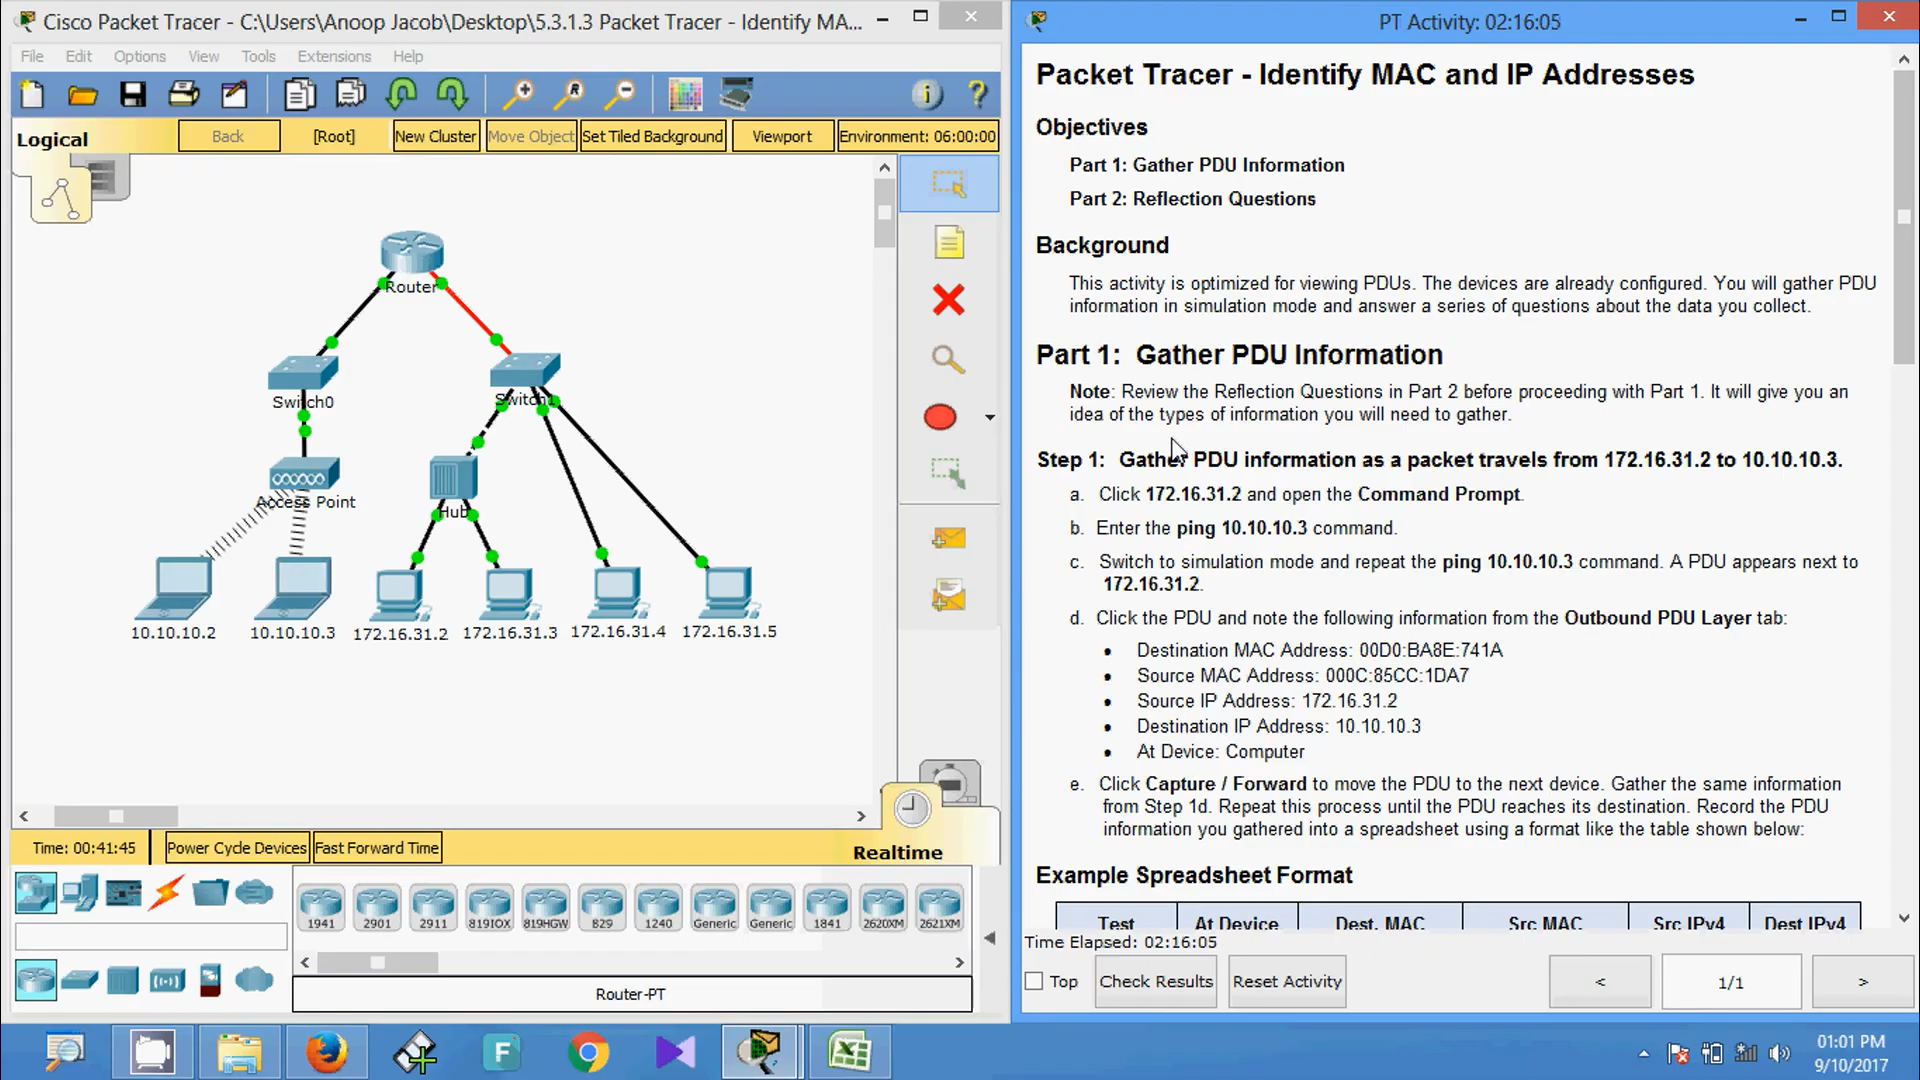 Cisco Packet Tracer - C:\Users\Anoop Jacob\Desktop\5.3.1.3 Packet Tracer - Identify MA...
File Edit Options View Tools Extensions Help
Logical
Back
[Root]
New Cluster
Move Object
Set Tiled Background
Viewport
Environment: 06:00:00
Router
Switch0
Switch1
Access Point
Hub
10.10.10.2
10.10.10.3
172.16.31.2
172.16.31.3
172.16.31.4
172.16.31.5
Time: 00:41:45
Power Cycle Devices
Fast Forward Time
Realtime
1941
2901
2911
819IOX
819HGW
829
1240
Generic
Generic
1841
2620XM
2621XM
Router-PT
PT Activity: 02:16:05
Packet Tracer - Identify MAC and IP Addresses
Objectives
Part 1: Gather PDU Information
Part 2: Reflection Questions
Background
This activity is optimized for viewing PDUs. The devices are already configured. You will gather PDU
information in simulation mode and answer a series of questions about the data you collect.
Part 1: Gather PDU Information
Note: Review the Reflection Questions in Part 2 before proceeding with Part 1. It will give you an
idea of the types of information you will need to gather.
Step 1: Gather PDU information as a packet travels from 172.16.31.2 to 10.10.10.3.
a. Click 172.16.31.2 and open the Command Prompt.
b. Enter the ping 10.10.10.3 command.
c. Switch to simulation mode and repeat the ping 10.10.10.3 command. A PDU appears next to
172.16.31.2.
d. Click the PDU and note the following information from the Outbound PDU Layer tab:
• Destination MAC Address: 00D0:BA8E:741A
• Source MAC Address: 000C:85CC:1DA7
• Source IP Address: 172.16.31.2
• Destination IP Address: 10.10.10.3
• At Device: Computer
e. Click Capture / Forward to move the PDU to the next device. Gather the same information
from Step 1d. Repeat this process until the PDU reaches its destination. Record the PDU
information you gathered into a spreadsheet using a format like the table shown below:
Example Spreadsheet Format
Test At Device Dest. MAC Src MAC Src IPv4 Dest IPv4
Time Elapsed: 02:16:05
Top
Check Results
Reset Activity
<
1/1
>
01:01 PM
9/10/2017